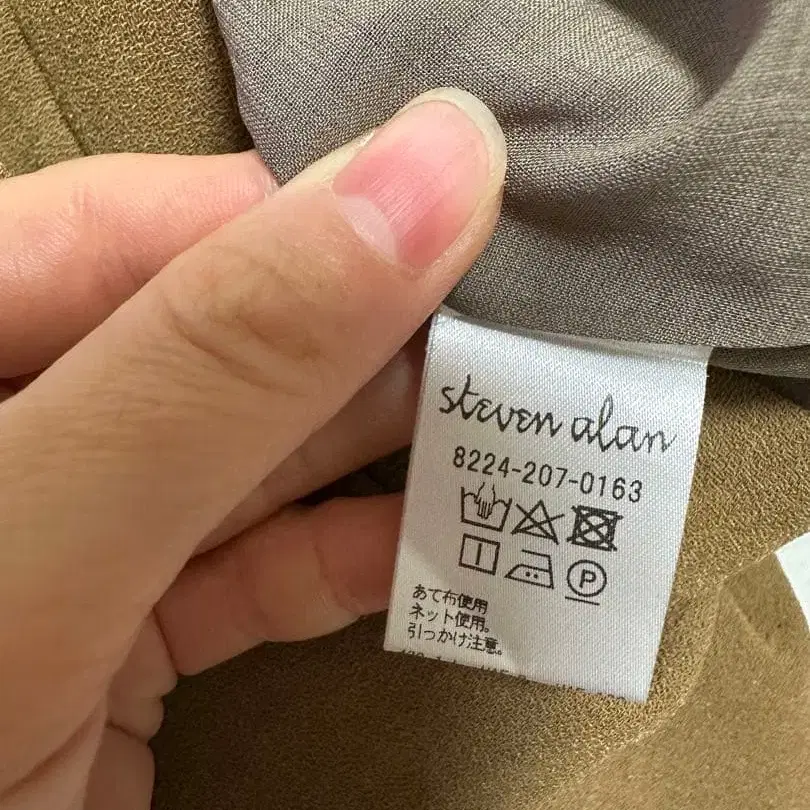 steven alan
8224-207-0163
P
あて布使用
ネット使用。
引っかけ注意。